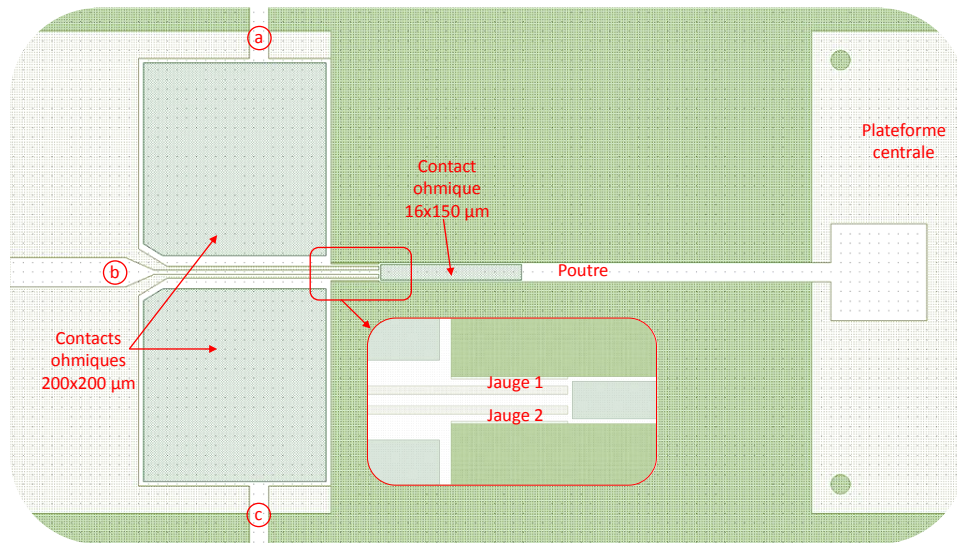 a
Plateforme
centrale
Contact
ohmique
16x150 µm
b
Poutre
Contacts
ohmiques
200x200 µm
Jauge 1
Jauge 2
c